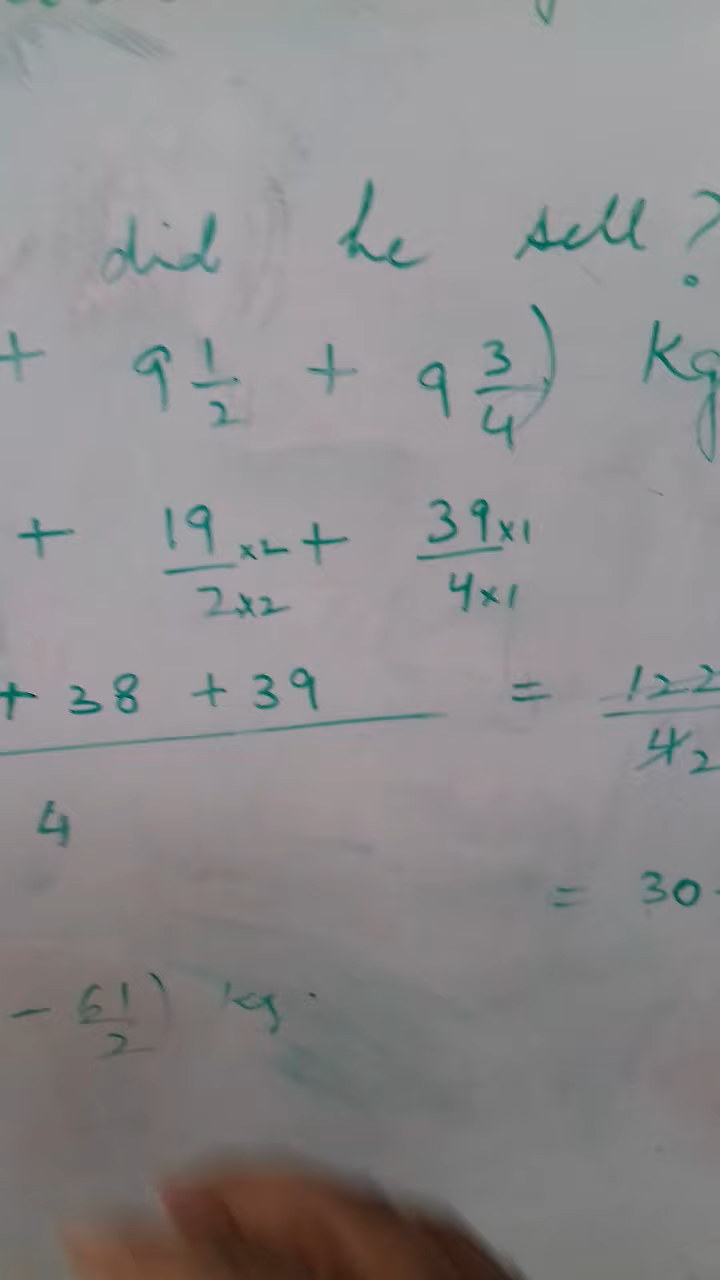 did he sell?
+ 9 1/2 + 9 3/4) Kg
+ 19×2/2×2 + 39×1/4×1
+ 38 + 39 / 4 = 122/42
= 30
- 61/2) kg.